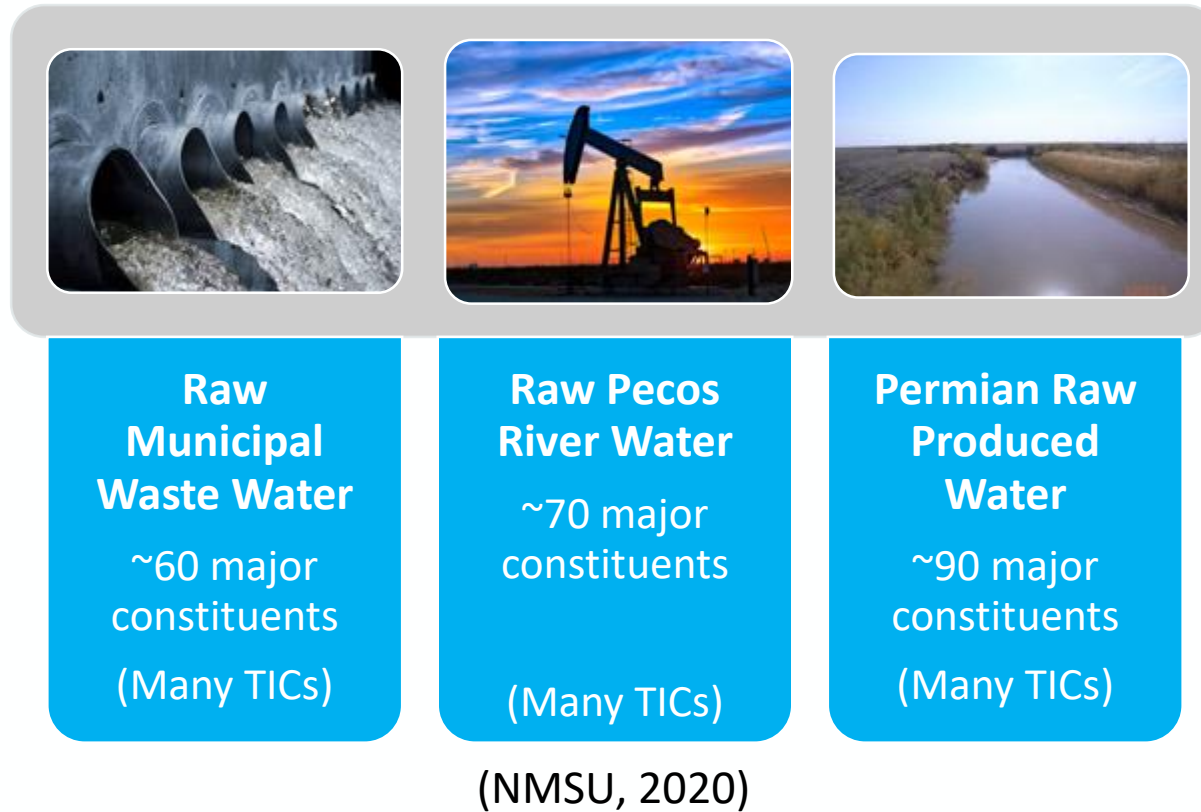 Raw
Municipal
Waste Water
~60 major
constituents
(Many TICs)
Raw Pecos
River Water
~70 major
constituents
(Many TICs)
Permian Raw
Produced
Water
~90 major
constituents
(Many TICs)
(NMSU, 2020)